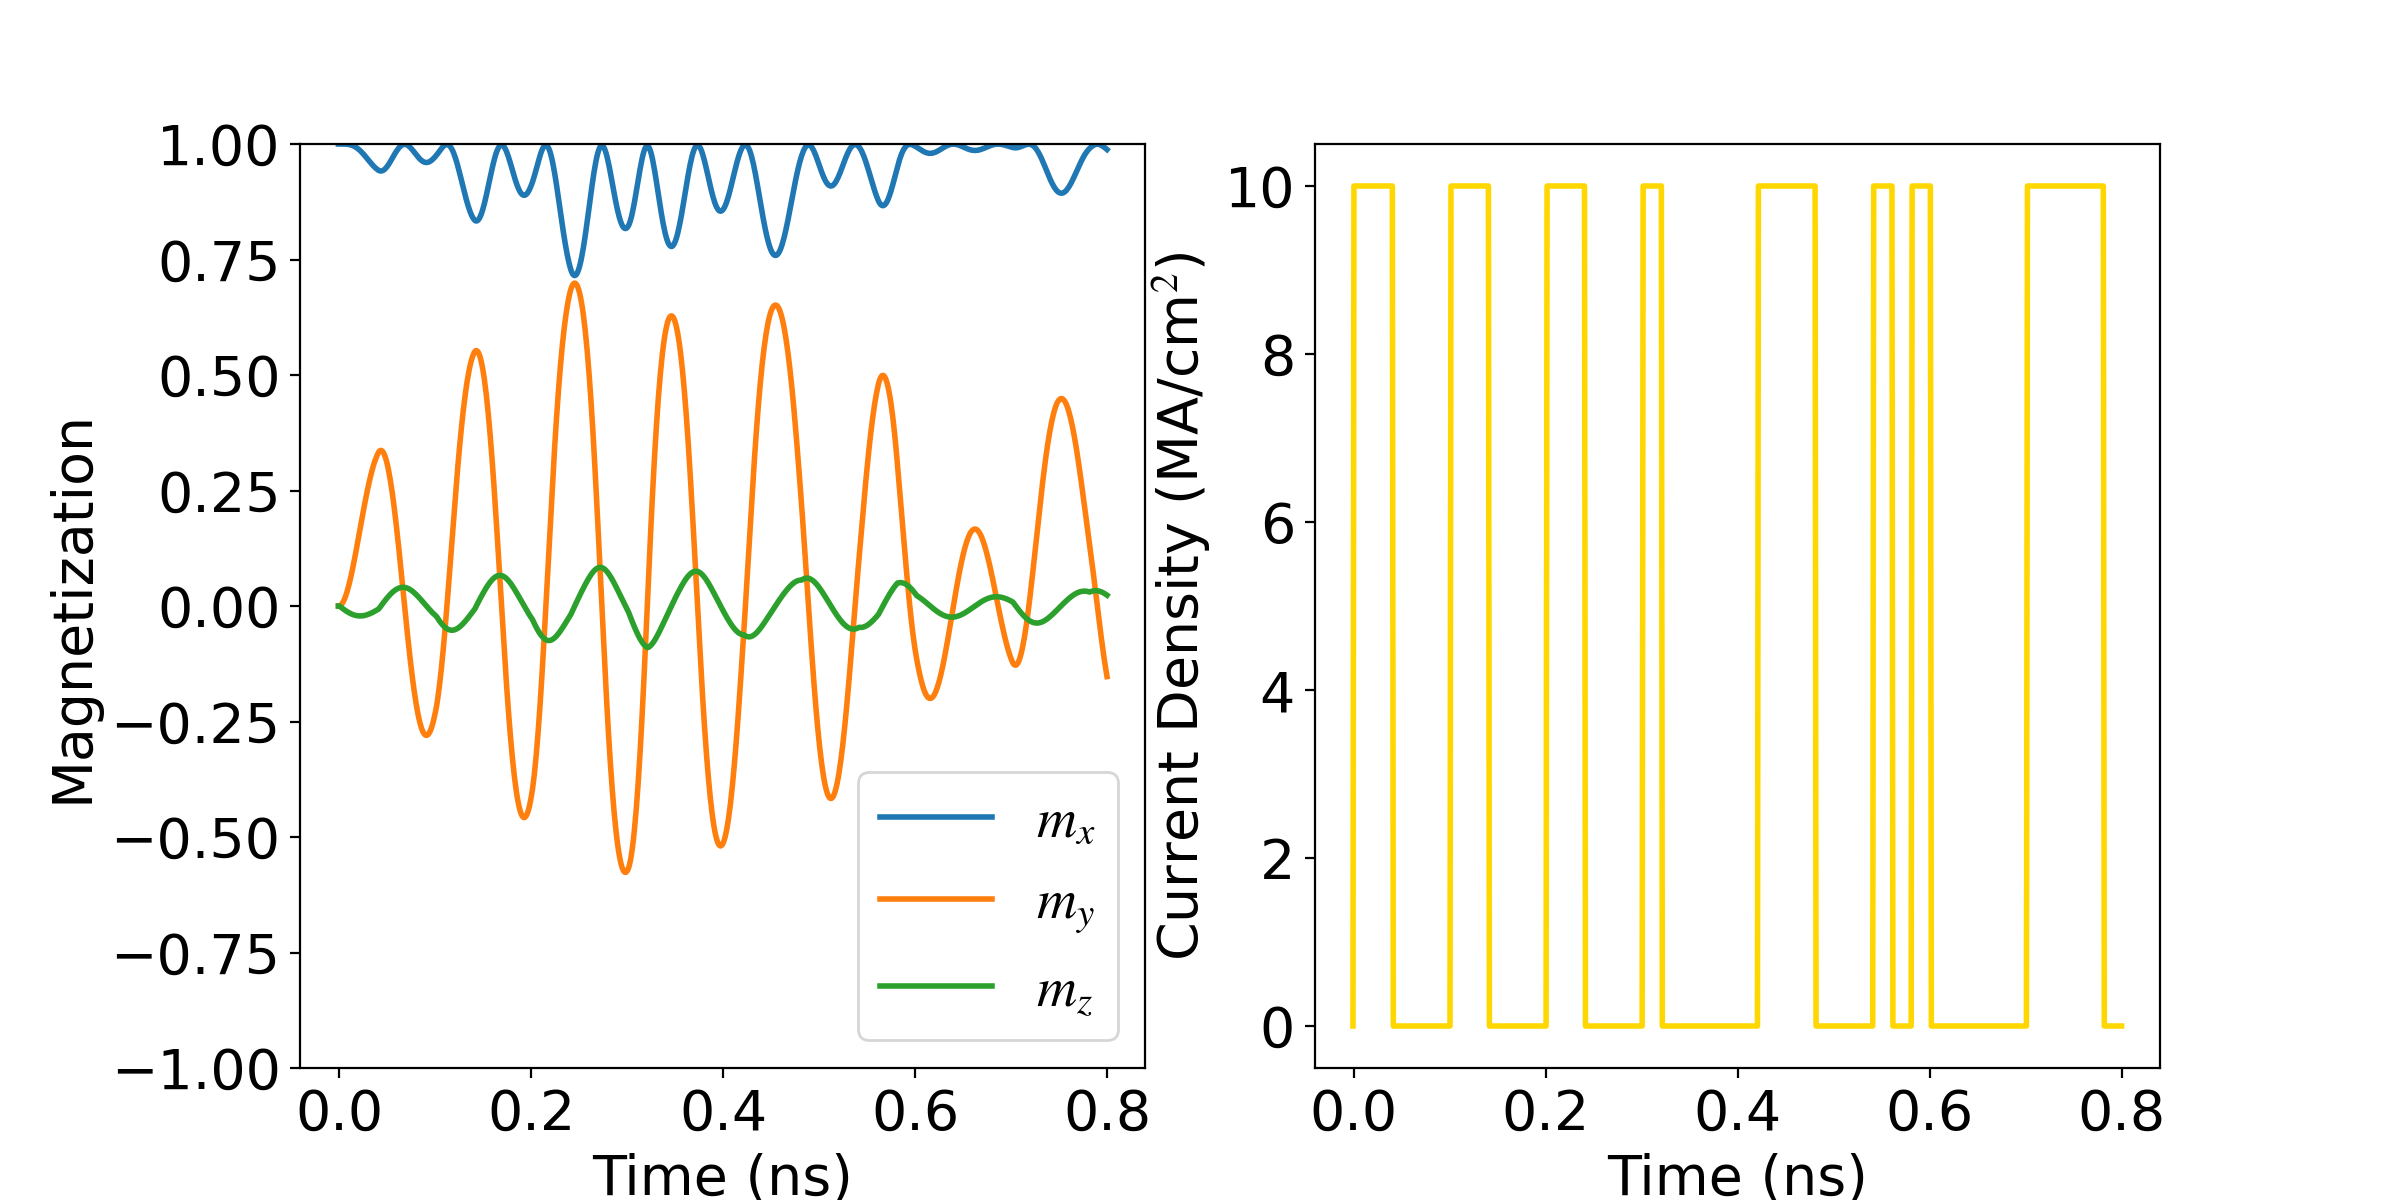 1.00
0.75
0.50
0.25
0.00
−0.25
−0.50
−0.75
−1.00
Magnetization
0.0 0.2 0.4 0.6 0.8
Time (ns)
m_x
m_y
m_z
10
8
6
4
2
0
Current Density (MA/cm²)
0.0 0.2 0.4 0.6 0.8
Time (ns)